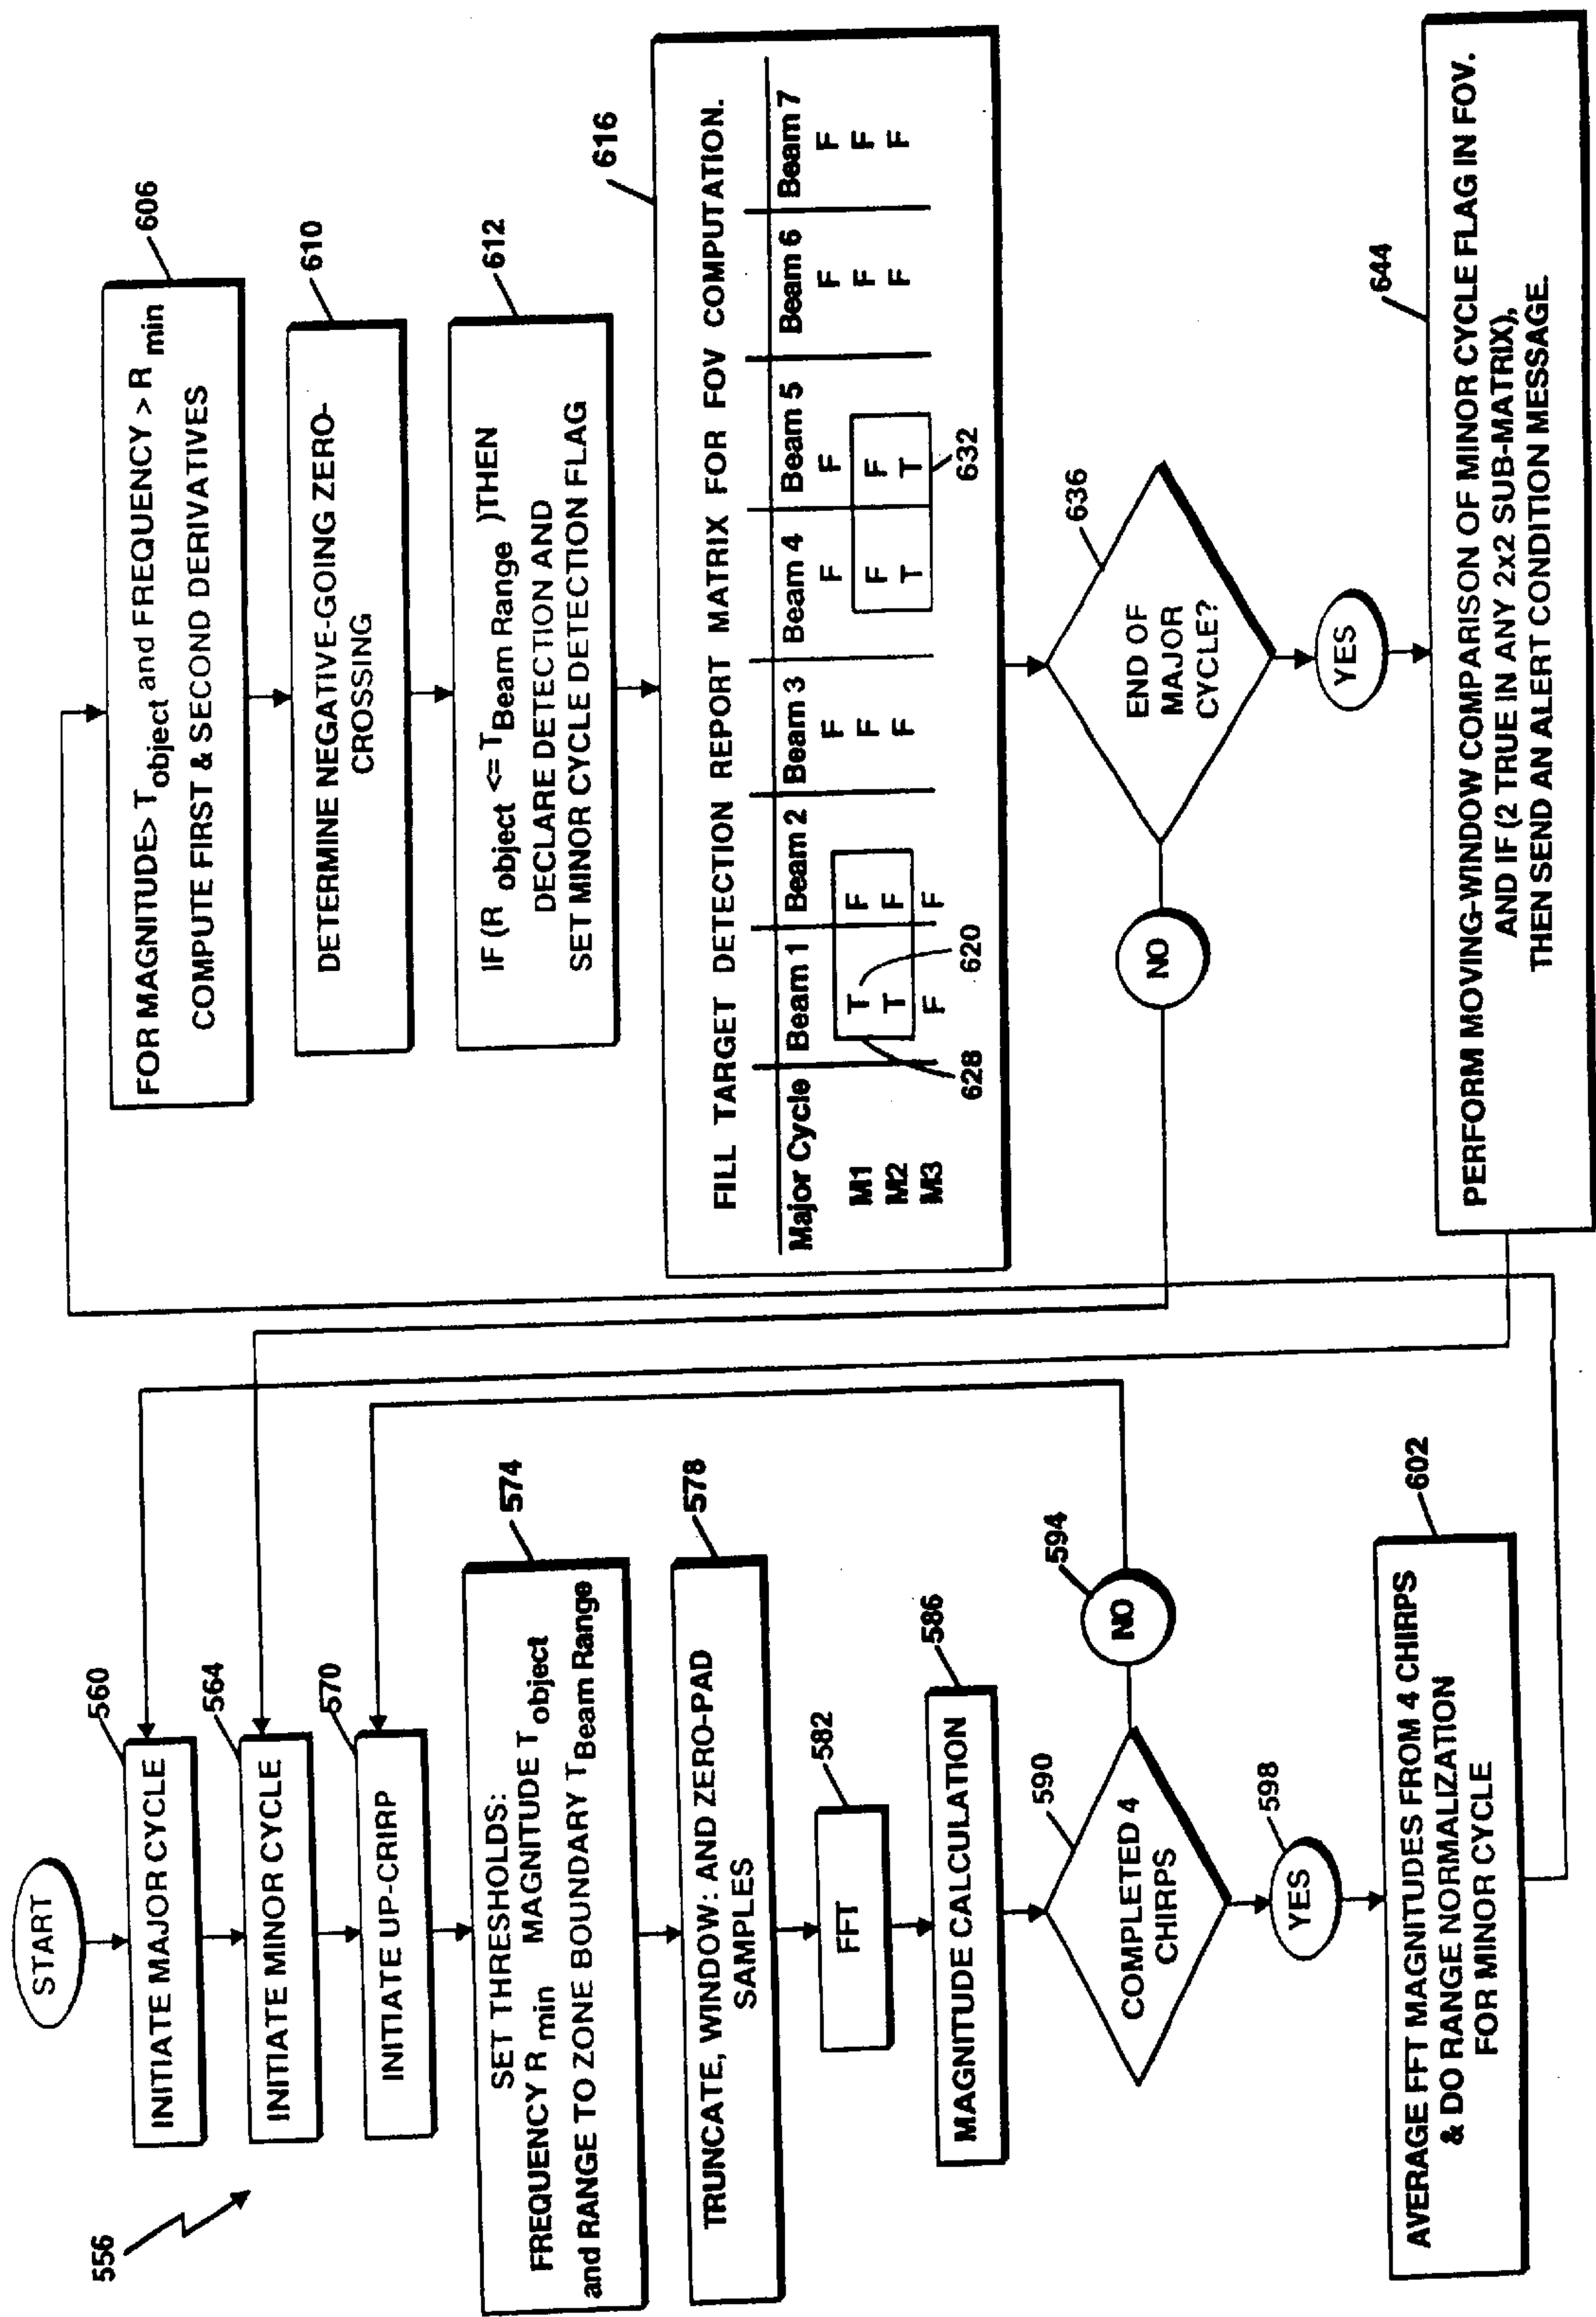 556
START
560
INITIATE MAJOR CYCLE
564
INITIATE MINOR CYCLE
570
INITIATE UP-CRIRP
574
SET THRESHOLDS:
FREQUENCY R min MAGNITUDE T object
and RANGE TO ZONE BOUNDARY T Beam Range
578
TRUNCATE, WINDOW: AND ZERO-PAD
SAMPLES
582
FFT
586
MAGNITUDE CALCULATION
590
COMPLETED 4
CHIRPS
594
NO
598
YES
602
AVERAGE FFT MAGNITUDES FROM 4 CHIRPS
& DO RANGE NORMALIZATION
FOR MINOR CYCLE
606
FOR MAGNITUDE> T object and FREQUENCY > R min
COMPUTE FIRST & SECOND DERIVATIVES
610
DETERMINE NEGATIVE-GOING ZERO-
CROSSING
612
IF (R object <= T Beam Range )THEN
DECLARE DETECTION AND
SET MINOR CYCLE DETECTION FLAG
616
FILL TARGET DETECTION REPORT MATRIX FOR FOV COMPUTATION.
Major Cycle Beam 1 Beam 2 Beam 3 Beam 4 Beam 5 Beam 6 Beam 7
M1 T F F F F F F
M2 T F F F F F F
M3 F F F T T F F
628
620
632
636
END OF
MAJOR
CYCLE?
NO
YES
644
PERFORM MOVING-WINDOW COMPARISON OF MINOR CYCLE FLAG IN FOV.
AND IF (2 TRUE IN ANY 2x2 SUB-MATRIX),
THEN SEND AN ALERT CONDITION MESSAGE.